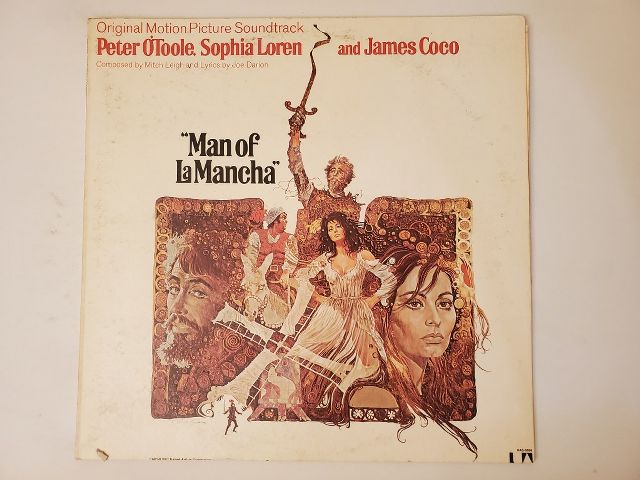 Original Motion Picture Soundtrack
Peter O'Toole, Sophia Loren and James Coco
Composed by Mitch Leigh and Lyrics by Joe Darion
"Man of
La Mancha"
UA